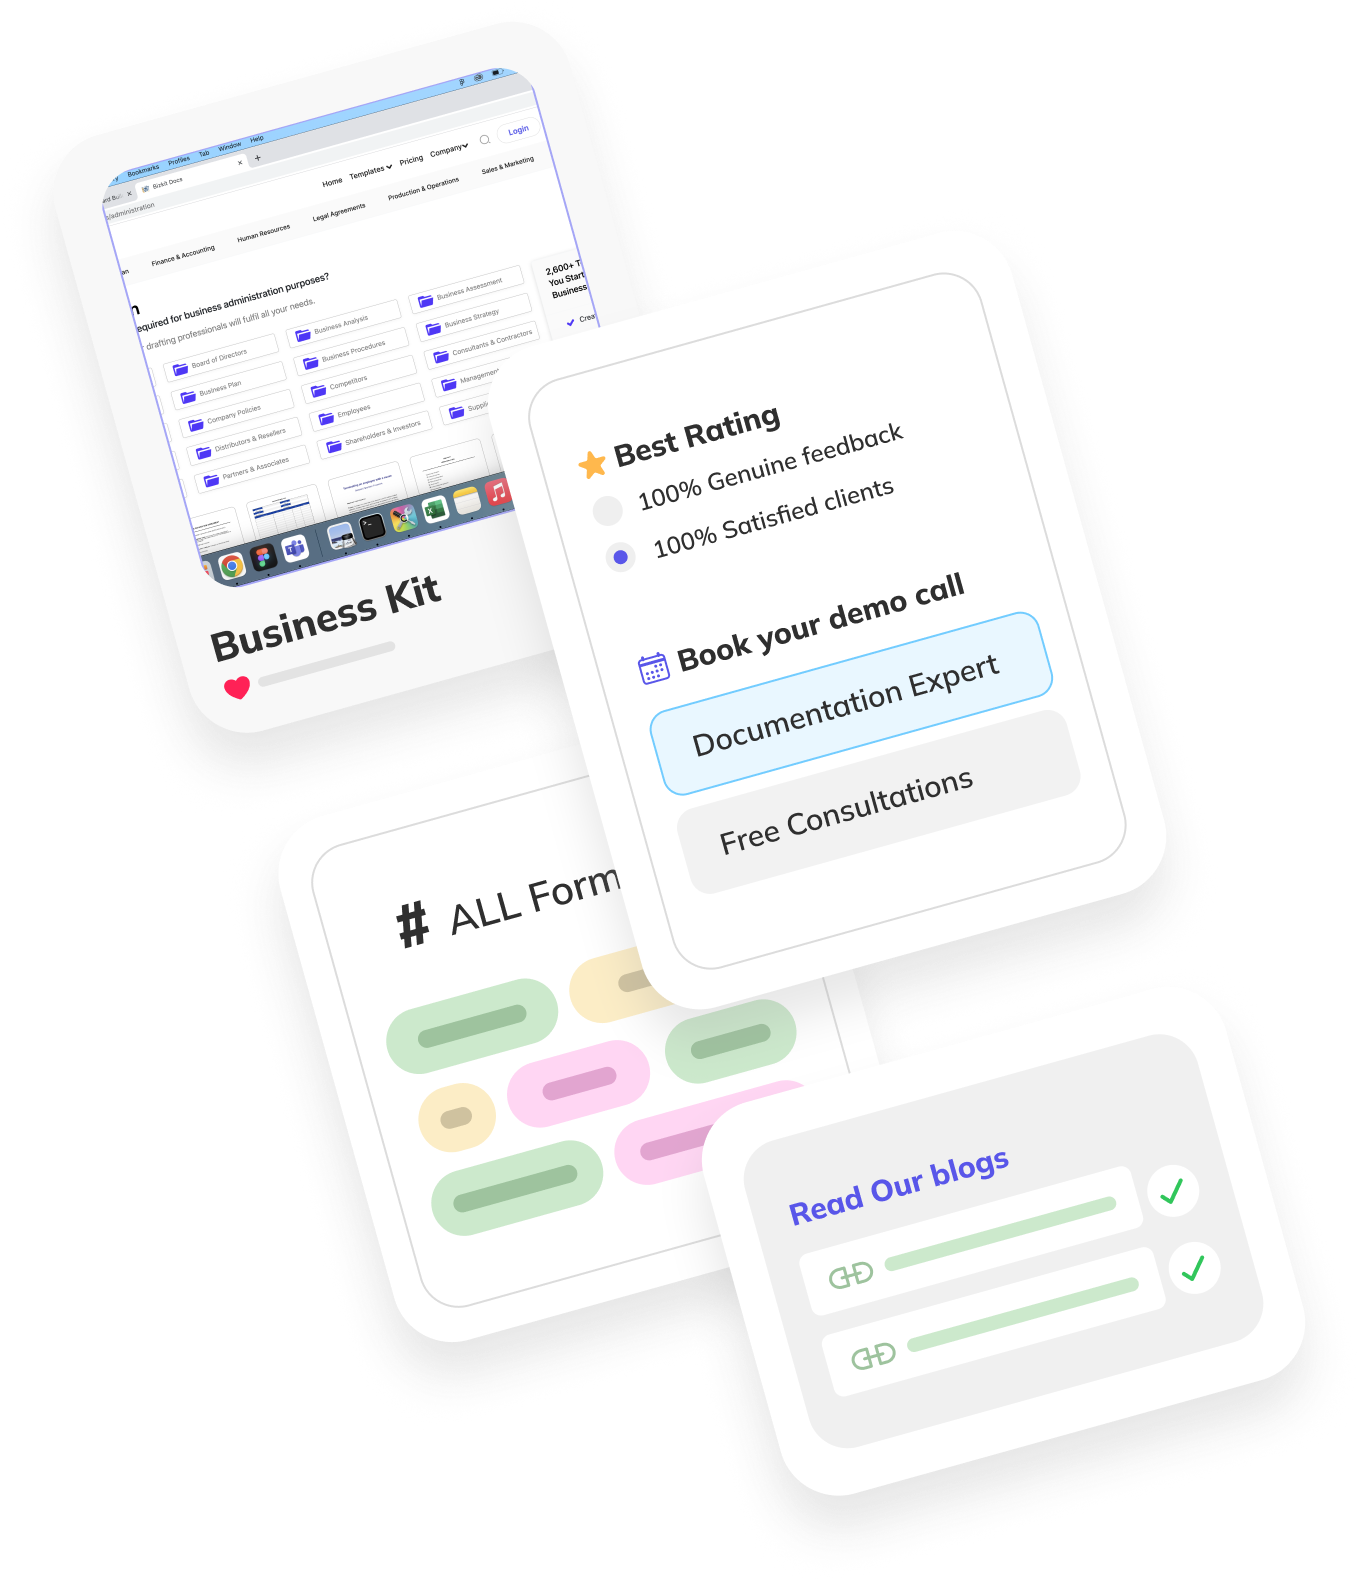 Bookmarks Profiles Tab Window Help
Bizkit Docs
s/administration
Home Templates Pricing Company Login
Finance & Accounting Human Resources Legal Agreements Production & Operations Sales & Marketing
equired for business administration purposes?
drafting professionals will fulfil all your needs.
Board of Directors Business Analysis Business Assessment
Business Plan Business Procedures Business Strategy
Company Policies Competitors Consultants & Contractors
Distributors & Resellers Employees Managemen
Partners & Associates Shareholders & Investors Suppli
2,600+ T
You Start
Business
Crea
Business Kit
Best Rating
100% Genuine feedback
100% Satisfied clients
Book your demo call
Documentation Expert
Free Consultations
# ALL Form
Read Our blogs